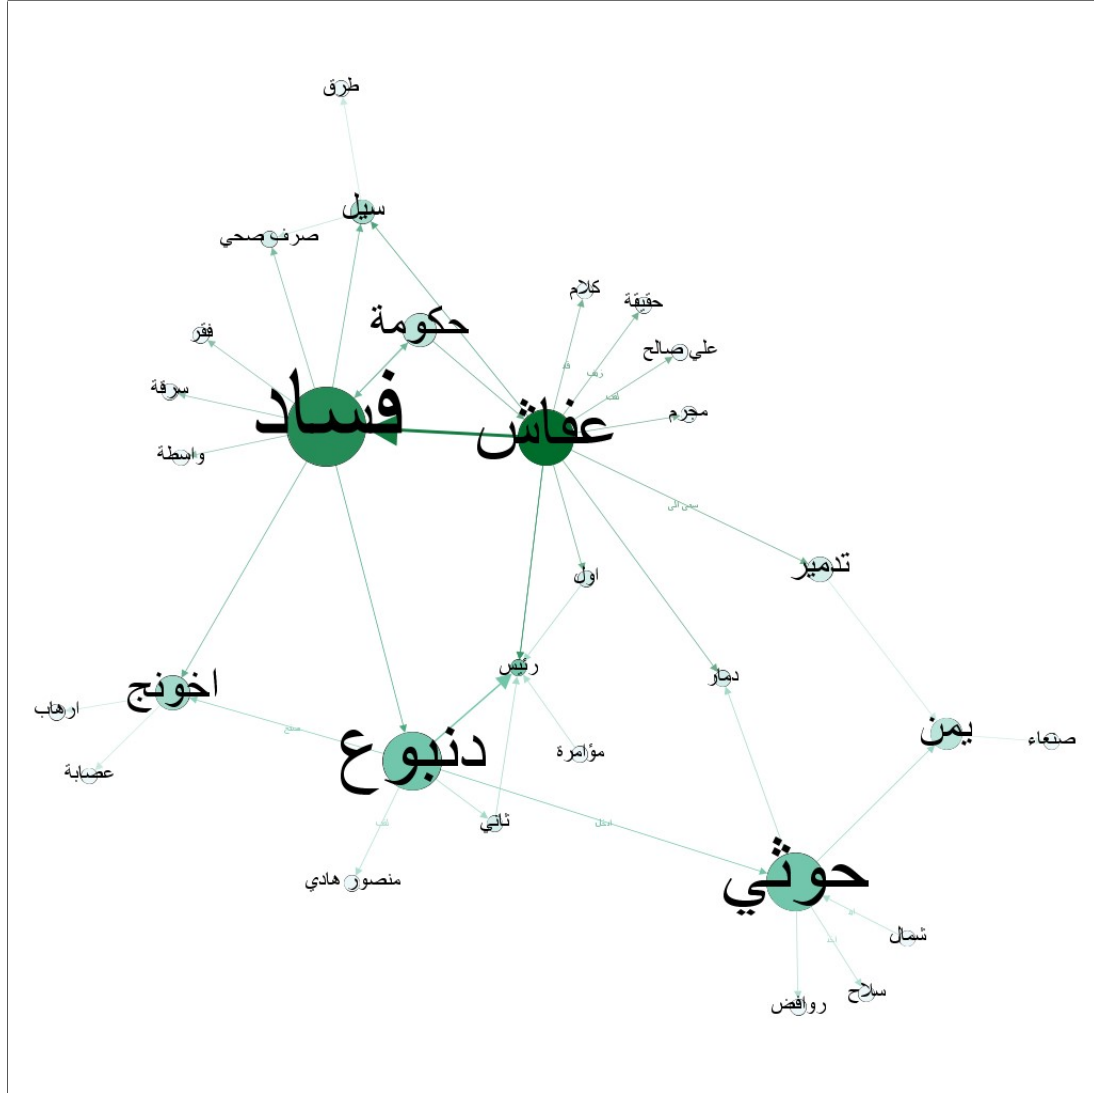 طرق
سيل
صرف صحي
كلام
حقيقة
حكومة
فقر
علي صالح
سرقة
مجرم
فساد
عفاش
واسطة
تدمير
اول
رئيس
دمار
اخونج
ارهاب
يمن
صنعاء
دنبوع
مؤامرة
عصابة
ثاني
منصور هادي
حوثي
شمال
سلاح
روافض